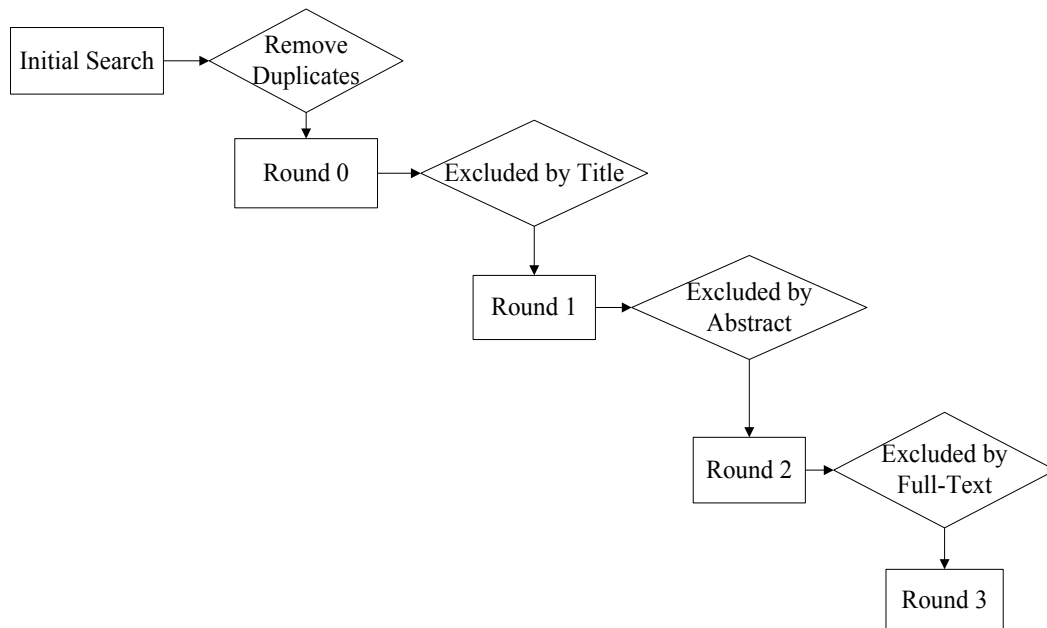 Initial Search
Remove
Duplicates
Round 0
Excluded by Title
Round 1
Excluded by
Abstract
Round 2
Excluded by
Full-Text
Round 3